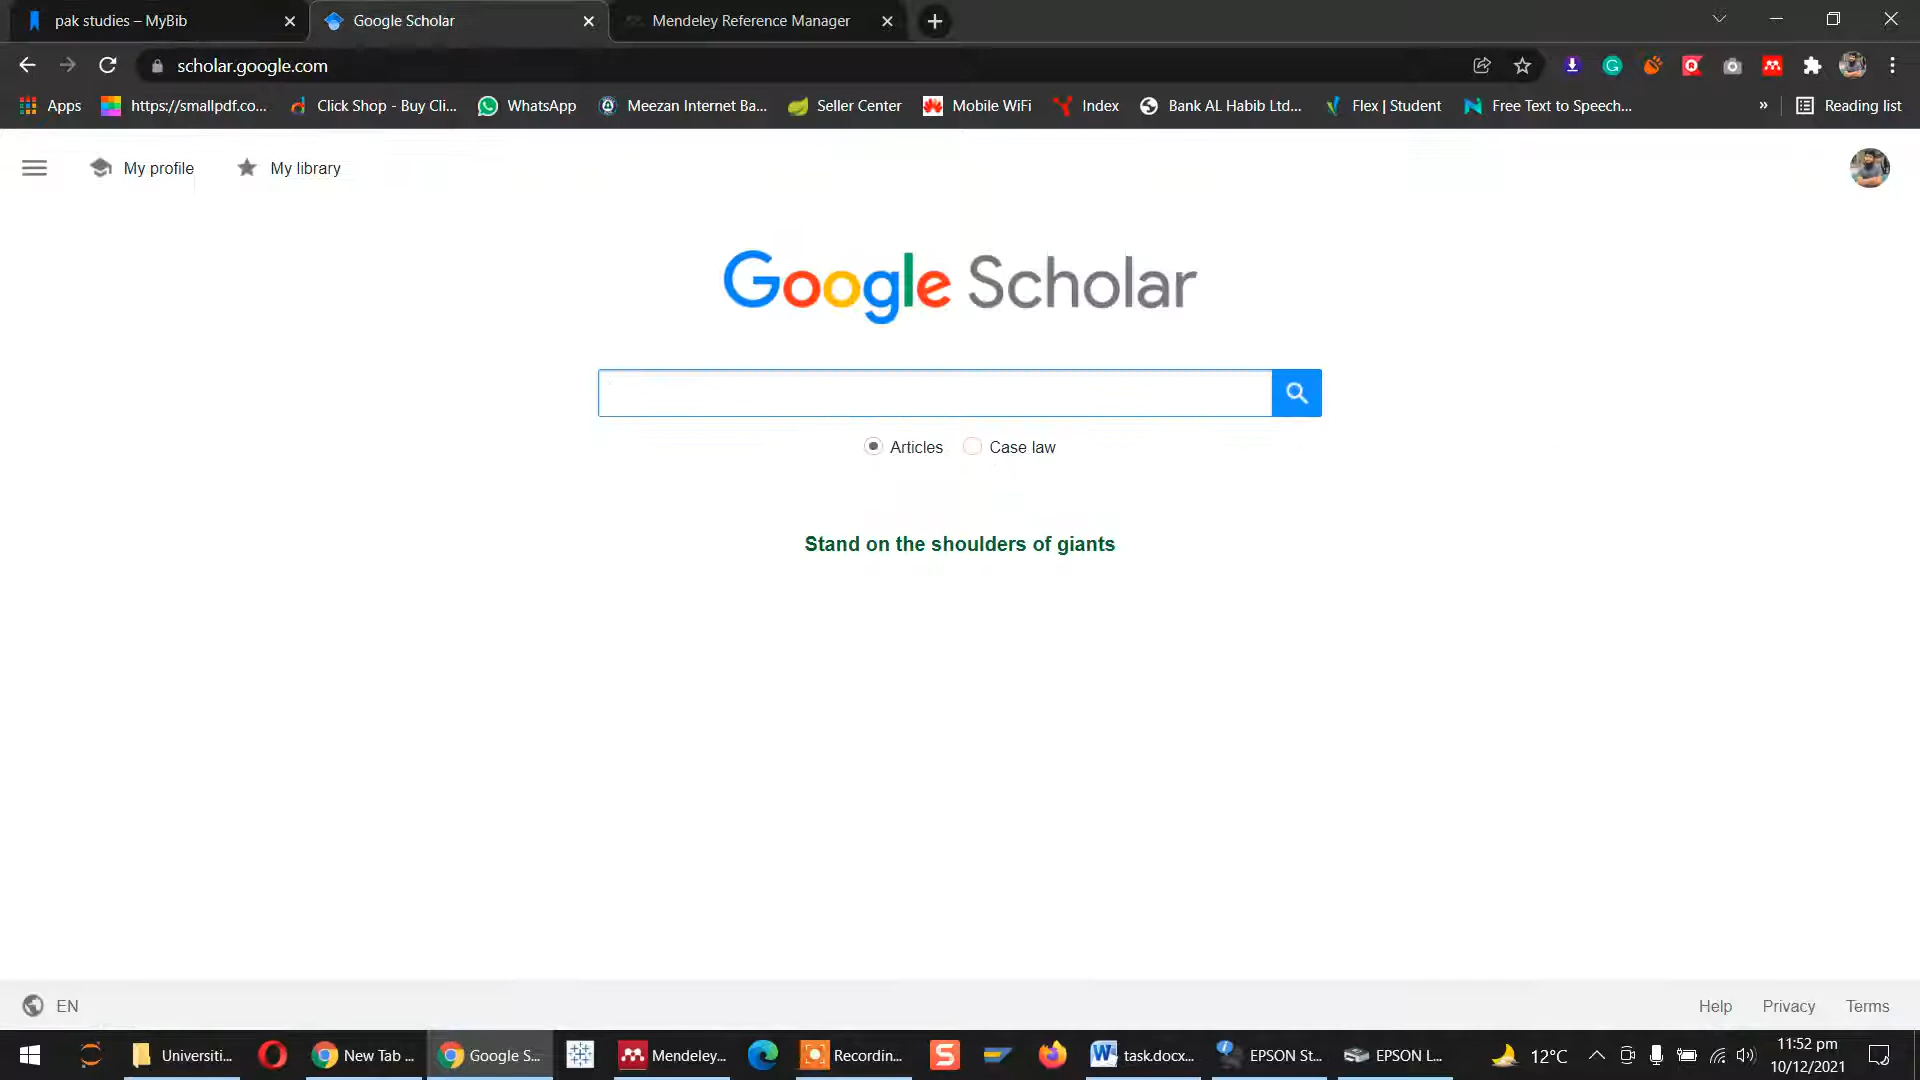 pak studies – MyBib
Google Scholar
Mendeley Reference Manager
scholar.google.com
Apps
https://smallpdf.co...
Click Shop - Buy Cli...
WhatsApp
Meezan Internet Ba...
Seller Center
Mobile WiFi
Index
Bank AL Habib Ltd...
Flex | Student
Free Text to Speech...
»
Reading list
My profile
My library
Google Scholar
Articles
Case law
Stand on the shoulders of giants
EN
Help
Privacy
Terms
Universiti...
New Tab ...
Google S...
Mendeley...
Recordin...
task.docx...
EPSON St...
EPSON L...
12°C
11:52 pm
10/12/2021